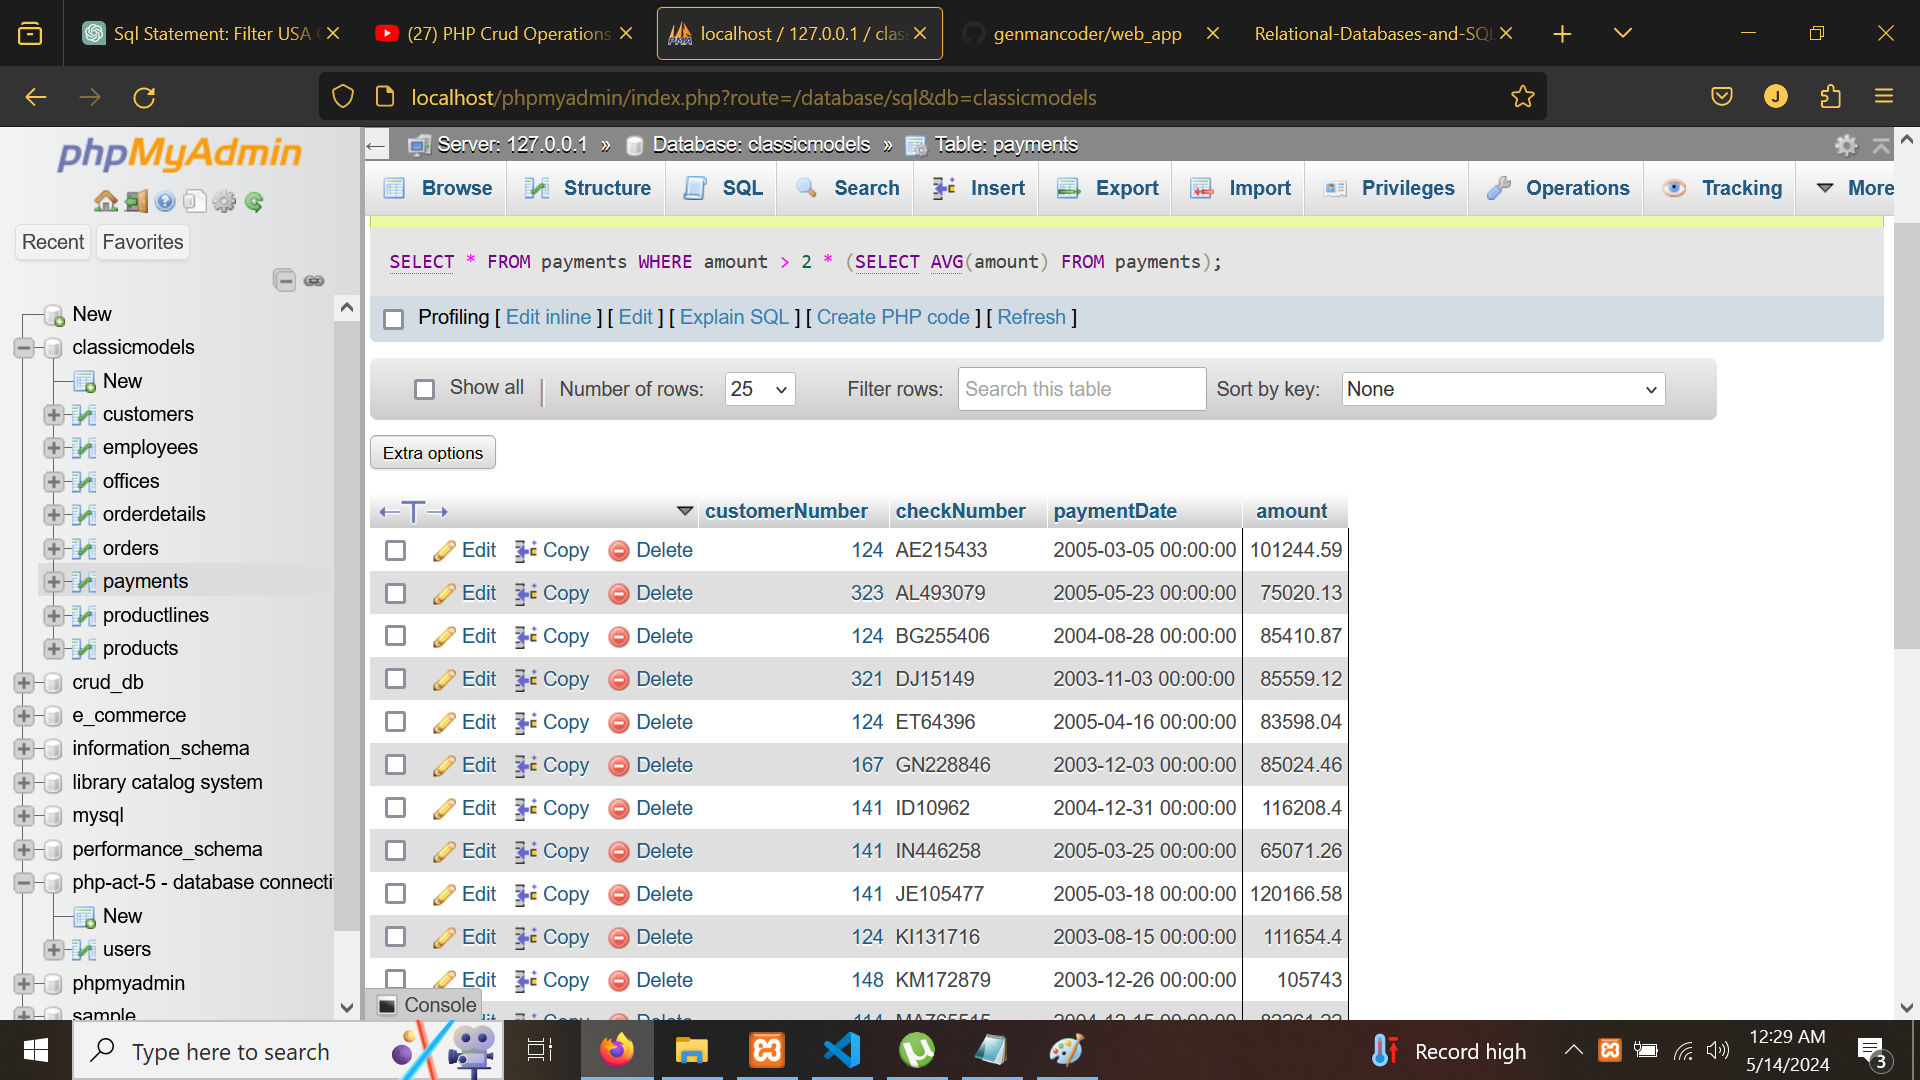 Sql Statement: Filter USA
(27) PHP Crud Operations
localhost / 127.0.0.1 / clas
genmancoder/web_app
Relational-Databases-and-SQL
localhost/phpmyadmin/index.php?route=/database/sql&db=classicmodels
J
phpMyAdmin
Recent
Favorites
New
classicmodels
New
customers
employees
offices
orderdetails
orders
payments
productlines
products
crud_db
e_commerce
information_schema
library catalog system
mysql
performance_schema
php-act-5 - database connecti
New
users
phpmyadmin
sample
Server: 127.0.0.1 » Database: classicmodels » Table: payments
Browse Structure SQL Search Insert Export Import Privileges Operations Tracking More
SELECT * FROM payments WHERE amount > 2 * (SELECT AVG(amount) FROM payments);
Profiling [ Edit inline ] [ Edit ] [ Explain SQL ] [ Create PHP code ] [ Refresh ]
Show all | Number of rows: 25 Filter rows: Search this table Sort by key: None
Extra options
←T→ customerNumber checkNumber paymentDate amount
Edit Copy Delete 124 AE215433 2005-03-05 00:00:00 101244.59
Edit Copy Delete 323 AL493079 2005-05-23 00:00:00 75020.13
Edit Copy Delete 124 BG255406 2004-08-28 00:00:00 85410.87
Edit Copy Delete 321 DJ15149 2003-11-03 00:00:00 85559.12
Edit Copy Delete 124 ET64396 2005-04-16 00:00:00 83598.04
Edit Copy Delete 167 GN228846 2003-12-03 00:00:00 85024.46
Edit Copy Delete 141 ID10962 2004-12-31 00:00:00 116208.4
Edit Copy Delete 141 IN446258 2005-03-25 00:00:00 65071.26
Edit Copy Delete 141 JE105477 2005-03-18 00:00:00 120166.58
Edit Copy Delete 124 KI131716 2003-08-15 00:00:00 111654.4
Edit Copy Delete 148 KM172879 2003-12-26 00:00:00 105743
Console
Type here to search
Record high
12:29 AM
5/14/2024
3